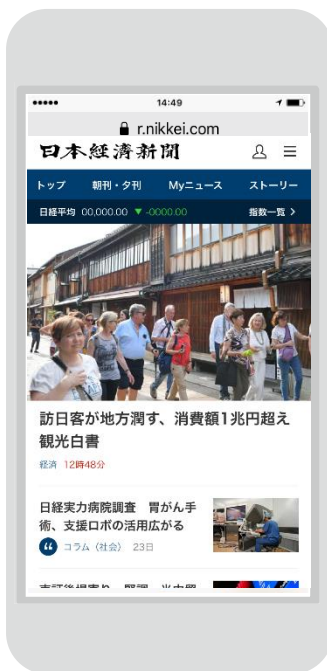 14:49
r.nikkei.com
日本経済新聞
トップ 朝刊・夕刊 Myニュース ストーリー
日経平均 00,000.00 ▼ -0000.00 指数一覧 >
訪日客が地方潤す、消費額1兆円超え
観光白書
経済 12時48分
日経実力病院調査 胃がん手
術、支援ロボの活用広がる
コラム（社会） 23日